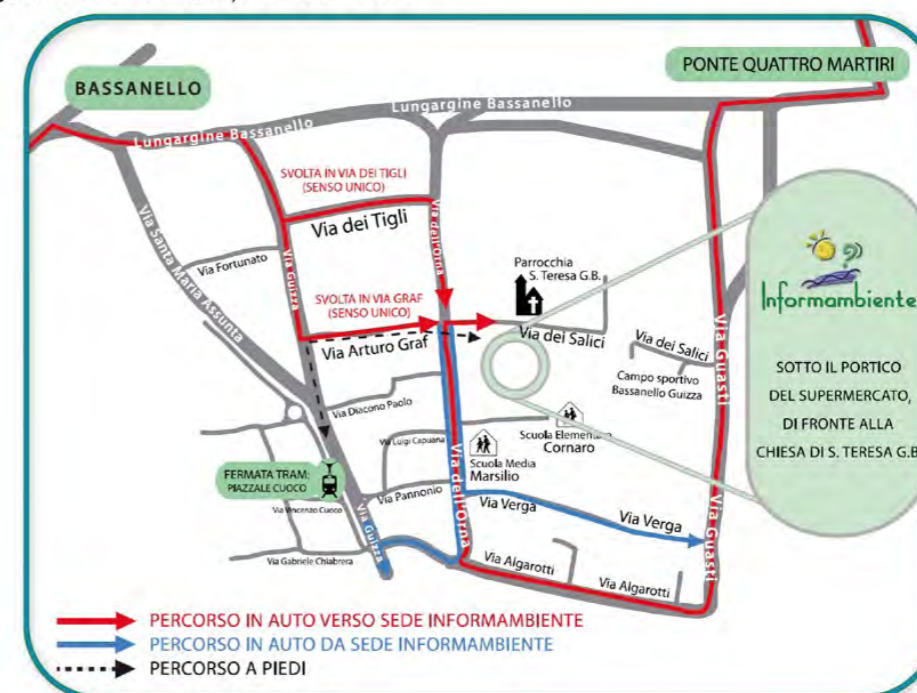 BASSANELLO
PONTE QUATTRO MARTIRI
Lungargine Bassanello
Lungargine Bassanello
SVOLTA IN VIA DEI TIGLI
(SENSO UNICO)
Via dei Tigli
Via Santa Maria Assunta
Via Fortunato
Via Guizza
Via dell'Orna
SVOLTA IN VIA GRAF
(SENSO UNICO)
Via Arturo Graf
Parrocchia
S. Teresa G.B.
Via dei Salici
Via dei Salici
Campo sportivo
Bassanello Guizza
Via Guasti
Informambiente
SOTTO IL PORTICO
DEL SUPERMERCATO,
DI FRONTE ALLA
CHIESA DI S. TERESA G.B
Via Diacono Paolo
Via Luigi Capuana
Scuola Elementare
Cornaro
Scuola Media
Marsilio
FERMATA TRAM:
PIAZZALE CUOCO
Via Vincenzo Cuoco
Via Pannonio
Via Guizza
Via dell'Orna
Via Verga
Via Verga
Via Guasti
Via Gabriele Chiabrera
Via Algarotti
Via Algarotti
PERCORSO IN AUTO VERSO SEDE INFORMAMBIENTE
PERCORSO IN AUTO DA SEDE INFORMAMBIENTE
PERCORSO A PIEDI